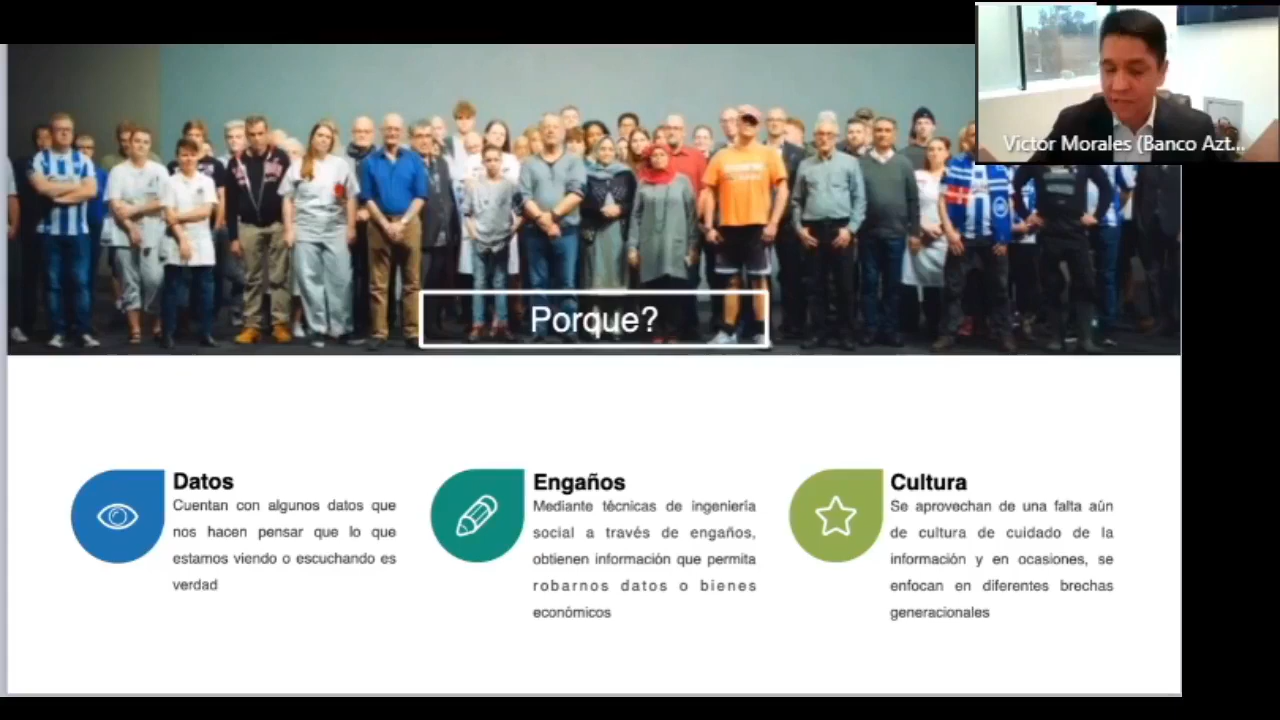 Víctor Morales (Banco Azt...
Porque?
Datos
Cuentan con algunos datos que
nos hacen pensar que lo que
estamos viendo o escuchando es
verdad
Engaños
Mediante técnicas de ingeniería
social a través de engaños,
obtienen información que permita
robarnos datos o bienes
económicos
Cultura
Se aprovechan de una falta aún
de cultura de cuidado de la
información y en ocasiones, se
enfocan en diferentes brechas
generacionales